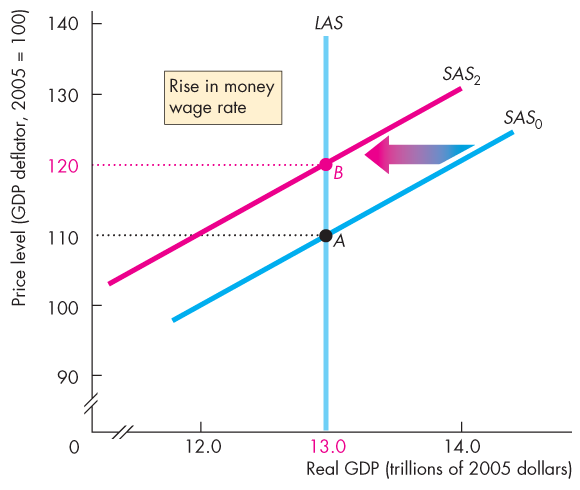 Price level (GDP deflator, 2005 = 100)
140
130
120
110
100
90
0
LAS
Rise in money
wage rate
SAS2
SAS0
B
A
12.0
13.0
14.0
Real GDP (trillions of 2005 dollars)